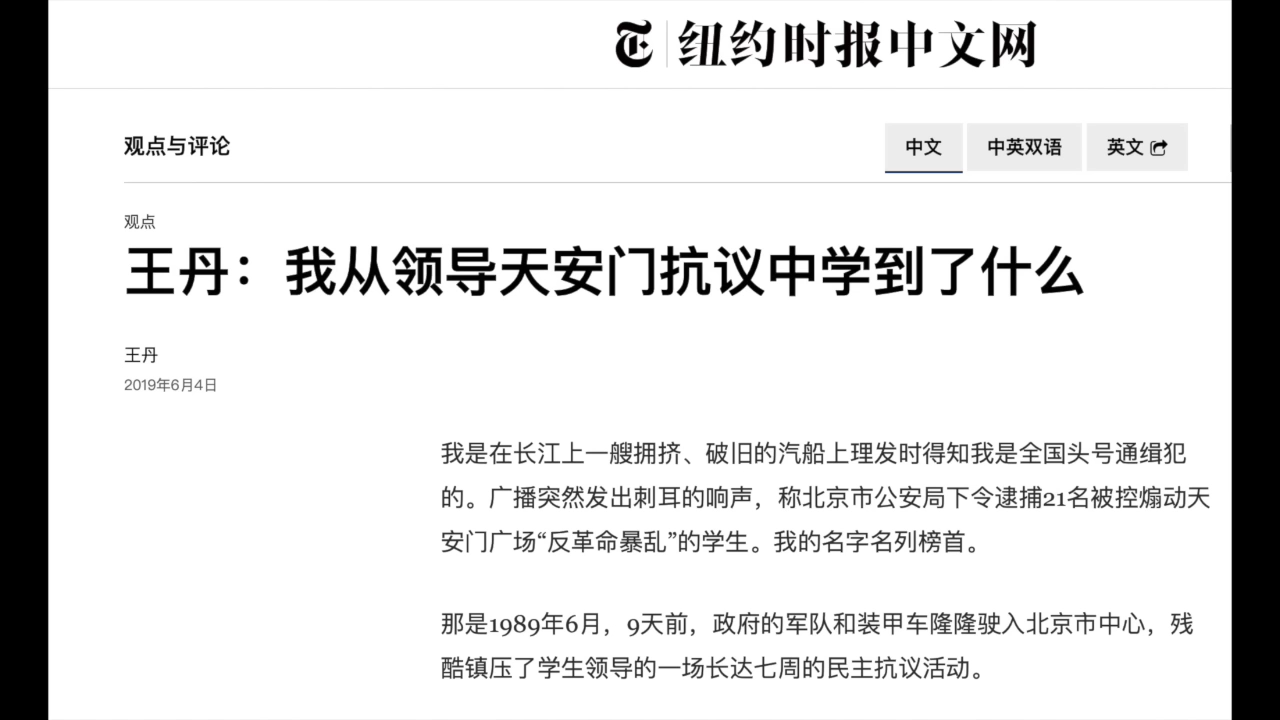 纽约时报中文网
观点与评论
中文 中英双语 英文
观点
王丹：我从领导天安门抗议中学到了什么
王丹
2019年6月4日
我是在长江上一艘拥挤、破旧的汽船上理发时得知我是全国头号通缉犯
的。广播突然发出刺耳的响声，称北京市公安局下令逮捕21名被控煽动天
安门广场“反革命暴乱”的学生。我的名字名列榜首。
那是1989年6月，9天前，政府的军队和装甲车隆隆驶入北京市中心，残
酷镇压了学生领导的一场长达七周的民主抗议活动。